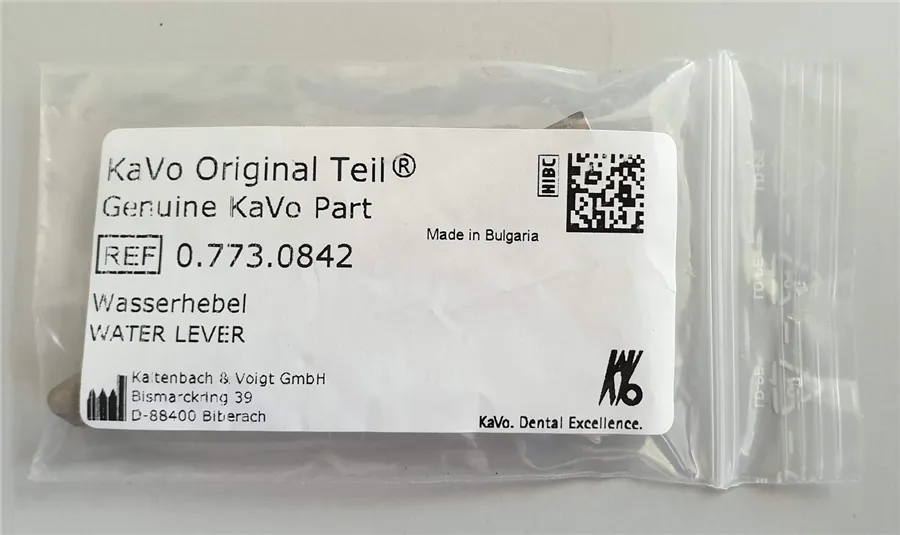 KaVo Original Teil®
Genuine KaVo Part
HIBC
REF 0.773.0842
Made in Bulgaria
Wasserhebel
WATER LEVER
Kaltenbach & Voigt GmbH
Bismarckring 39
D-88400 Biberach
KaVo
KaVo. Dental Excellence.